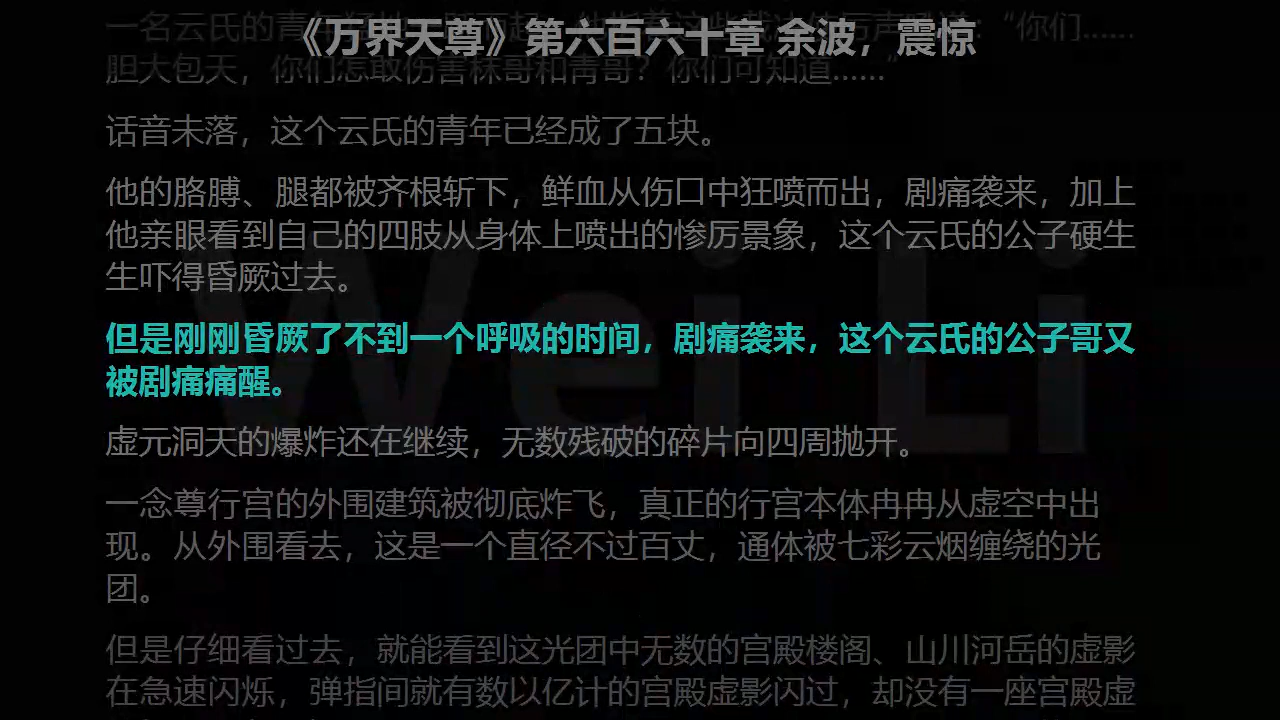 《万界天尊》第六百六十章 余波，震惊
一名云氏的青年
厉声
：“你们……
胆大包天，你们怎敢伤害林哥和青哥？你们可知道……”
话音未落，这个云氏的青年已经成了五块。
他的胳膊、腿都被齐根斩下，鲜血从伤口中狂喷而出，剧痛袭来，加上
他亲眼看到自己的四肢从身体上喷出的惨厉景象，这个云氏的公子硬生
生吓得昏厥过去。
但是刚刚昏厥了不到一个呼吸的时间，剧痛袭来，这个云氏的公子哥又
被剧痛痛醒。
虚元洞天的爆炸还在继续，无数残破的碎片向四周抛开。
一念尊行宫的外围建筑被彻底炸飞，真正的行宫本体冉冉从虚空中出
现。从外围看去，这是一个直径不过百丈，通体被七彩云烟缠绕的光
团。
但是仔细看过去，就能看到这光团中无数的宫殿楼阁、山川河岳的虚影
在急速闪烁，弹指间就有数以亿计的宫殿虚影闪过，却没有一座宫殿虚
Wei Li